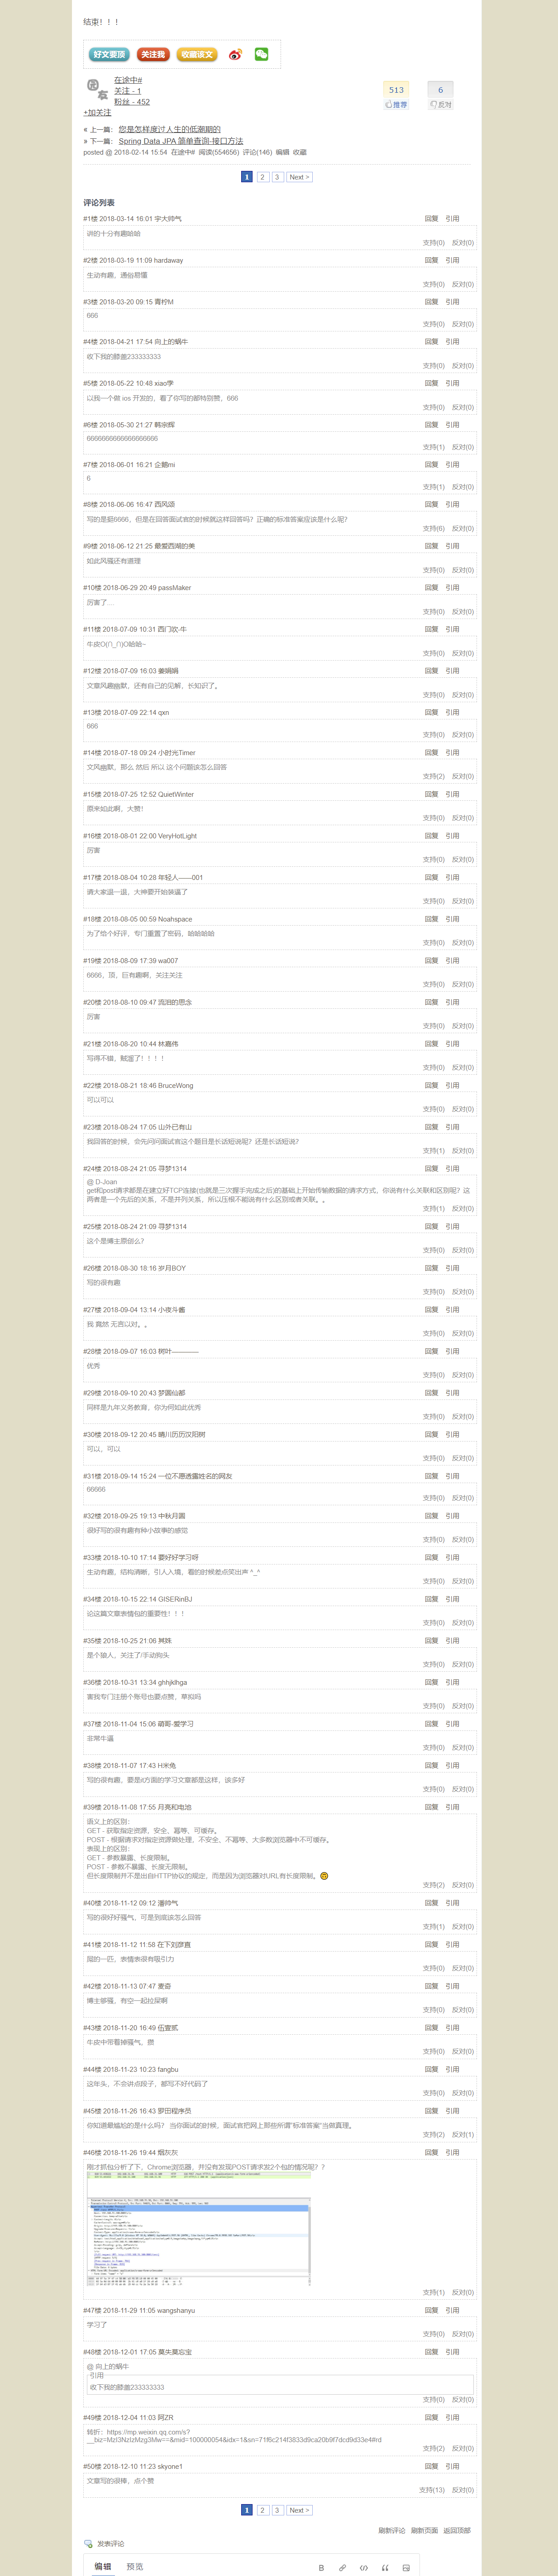 结束！！！
好文要顶 关注我 收藏该文
在途中#
关注 - 1
粉丝 - 452
+加关注
513
推荐
6
反对
« 上一篇： 您是怎样度过人生的低潮期的
» 下一篇： Spring Data JPA 简单查询-接口方法
posted @ 2018-02-14 15:54 在途中# 阅读(554656) 评论(146) 编辑 收藏
1 2 3 Next >
评论列表
#1楼 2018-03-14 16:01 宇大帅气 回复 引用
讲的十分有趣哈哈
支持(0) 反对(0)
#2楼 2018-03-19 11:09 hardaway 回复 引用
生动有趣，通俗易懂
支持(0) 反对(0)
#3楼 2018-03-20 09:15 青柠M 回复 引用
666
支持(0) 反对(0)
#4楼 2018-04-21 17:54 向上的蜗牛 回复 引用
收下我的膝盖233333333
支持(0) 反对(0)
#5楼 2018-05-22 10:48 xiao李 回复 引用
以我一个做 ios 开发的，看了你写的都特别赞，666
支持(0) 反对(0)
#6楼 2018-05-30 21:27 韩宗辉 回复 引用
6666666666666666666
支持(1) 反对(0)
#7楼 2018-06-01 16:21 企鹅mi 回复 引用
6
支持(1) 反对(0)
#8楼 2018-06-06 16:47 西风颂 回复 引用
写的是挺6666，但是在回答面试官的时候就这样回答吗？正确的标准答案应该是什么呢?
支持(6) 反对(0)
#9楼 2018-06-12 21:25 最爱西湖的美 回复 引用
如此风骚还有道理
支持(0) 反对(0)
#10楼 2018-06-29 20:49 passMaker 回复 引用
厉害了....
支持(0) 反对(0)
#11楼 2018-07-09 10:31 西门吹-牛 回复 引用
牛皮O(∩_∩)O哈哈~
支持(0) 反对(0)
#12楼 2018-07-09 16:03 姜娟娟 回复 引用
文章风趣幽默，还有自己的见解，长知识了。
支持(0) 反对(0)
#13楼 2018-07-09 22:14 qxn 回复 引用
666
支持(0) 反对(0)
#14楼 2018-07-18 09:24 小时光Timer 回复 引用
文风幽默，那么 然后 所以 这个问题该怎么回答
支持(2) 反对(0)
#15楼 2018-07-25 12:52 QuietWinter 回复 引用
原来如此啊，大赞！
支持(0) 反对(0)
#16楼 2018-08-01 22:00 VeryHotLight 回复 引用
厉害
支持(0) 反对(0)
#17楼 2018-08-04 10:28 年轻人——001 回复 引用
请大家退一退，大神要开始装逼了
支持(0) 反对(0)
#18楼 2018-08-05 00:59 Noahspace 回复 引用
为了给个好评，专门重置了密码，哈哈哈哈
支持(0) 反对(0)
#19楼 2018-08-09 17:39 wa007 回复 引用
6666，顶，巨有趣啊，关注关注
支持(0) 反对(0)
#20楼 2018-08-10 09:47 流泪的思念 回复 引用
厉害
支持(0) 反对(0)
#21楼 2018-08-20 10:44 林嘉伟 回复 引用
写得不错，贼溜了！！！！
支持(0) 反对(0)
#22楼 2018-08-21 18:46 BruceWong 回复 引用
可以可以
支持(0) 反对(0)
#23楼 2018-08-24 17:05 山外已有山 回复 引用
我回答的时候，会先问问面试官这个题目是长话短说呢？还是长话短说?
支持(1) 反对(0)
#24楼 2018-08-24 21:05 寻梦1314 回复 引用
@ D-Joan
get和post请求都是在建立好TCP连接(也就是三次握手完成之后)的基础上开始传输数据的请求方式，你说有什么关联和区别呢？这
两者是一个先后的关系，不是并列关系，所以压根不能说有什么区别或者关联。。
支持(1) 反对(0)
#25楼 2018-08-24 21:09 寻梦1314 回复 引用
这个是博主原创么?
支持(0) 反对(0)
#26楼 2018-08-30 18:16 岁月BOY 回复 引用
写的很有趣
支持(0) 反对(0)
#27楼 2018-09-04 13:14 小夜斗酱 回复 引用
我 竟然 无言以对。。
支持(0) 反对(0)
#28楼 2018-09-07 16:03 树叶———— 回复 引用
优秀
支持(0) 反对(0)
#29楼 2018-09-10 20:43 梦圆仙都 回复 引用
同样是九年义务教育，你为何如此优秀
支持(0) 反对(0)
#30楼 2018-09-12 20:45 晴川历历汉阳树 回复 引用
可以，可以
支持(0) 反对(0)
#31楼 2018-09-14 15:24 一位不愿透露姓名的网友 回复 引用
66666
支持(0) 反对(0)
#32楼 2018-09-25 19:13 中秋月圆 回复 引用
很好写的很有趣有种小故事的感觉
支持(0) 反对(0)
#33楼 2018-10-10 17:14 要好好学习呀 回复 引用
生动有趣，结构清晰，引人入境，看的时候差点笑出声 ^_^
支持(0) 反对(0)
#34楼 2018-10-15 22:14 GISERinBJ 回复 引用
论这篇文章表情包的重要性！！！
支持(0) 反对(0)
#35楼 2018-10-25 21:06 其姝 回复 引用
是个狼人，关注了/手动狗头
支持(0) 反对(0)
#36楼 2018-10-31 13:34 ghhjklhga 回复 引用
害我专门注册个账号也要点赞，草拟吗
支持(0) 反对(0)
#37楼 2018-11-04 15:06 萌哥-爱学习 回复 引用
非常牛逼
支持(0) 反对(0)
#38楼 2018-11-07 17:43 H米兔 回复 引用
写的很有趣，要是it方面的学习文章都是这样，该多好
支持(0) 反对(0)
#39楼 2018-11-08 17:55 月亮和电池 回复 引用
语义上的区别：
GET - 获取指定资源、安全、幂等、可缓存。
POST - 根据请求对指定资源做处理，不安全、不幂等、大多数浏览器中不可缓存。
表现上的区别：
GET - 参数暴露、长度限制。
POST - 参数不暴露、长度无限制。
但长度限制并不是出自HTTP协议的规定，而是因为浏览器对URL有长度限制。
支持(2) 反对(0)
#40楼 2018-11-12 09:12 潘帅气 回复 引用
写的很好好骚气，可是到底该怎么回答
支持(1) 反对(0)
#41楼 2018-11-12 11:58 在下刘彦直 回复 引用
屌的一匹，表情表很有吸引力
支持(0) 反对(0)
#42楼 2018-11-13 07:47 麦奋 回复 引用
博主够骚，有空一起拉屎啊
支持(0) 反对(0)
#43楼 2018-11-20 16:49 伍壹贰 回复 引用
牛皮中带着掉骚气，拽
支持(0) 反对(0)
#44楼 2018-11-23 10:23 fangbu 回复 引用
这年头，不会讲点段子，都写不好代码了
支持(0) 反对(0)
#45楼 2018-11-26 16:43 罗田程序员 回复 引用
你知道最尴尬的是什么吗？ 当你面试的时候，面试官把网上那些所谓"标准答案"当做真理。
支持(2) 反对(1)
#46楼 2018-11-26 19:44 烟灰灰 回复 引用
刚才抓包分析了下，Chrome浏览器，并没有发现POST请求发2个包的情况呢？？
支持(1) 反对(0)
#47楼 2018-11-29 11:05 wangshanyu 回复 引用
学习了
支持(0) 反对(0)
#48楼 2018-12-01 17:05 莫失莫忘宝 回复 引用
@ 向上的蜗牛
引用
收下我的膝盖233333333
支持(0) 反对(0)
#49楼 2018-12-04 11:03 阿ZR 回复 引用
转折：https://mp.weixin.qq.com/s?
__biz=MzI3NzIzMzg3Mw==&mid=100000054&idx=1&sn=71f6c214f3833d9ca20b9f7dcd9d33e4#rd
支持(2) 反对(0)
#50楼 2018-12-10 11:23 skyone1 回复 引用
文章写的很棒，点个赞
支持(13) 反对(0)
1 2 3 Next >
刷新评论 刷新页面 返回顶部
发表评论
编辑 预览
B